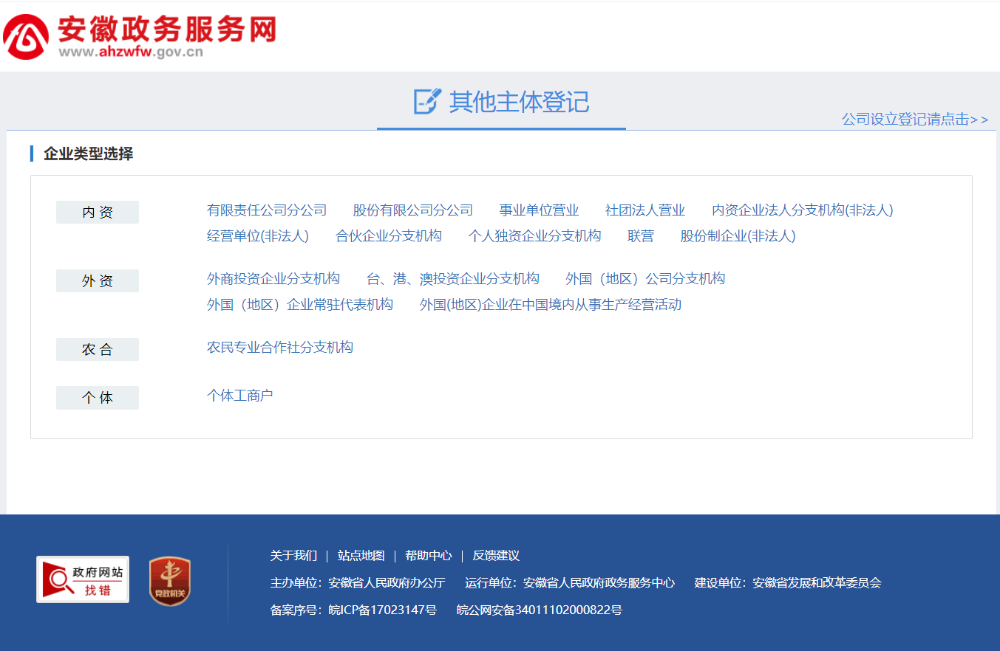 安徽政务服务网
www.ahzwfw.gov.cn
其他主体登记
公司设立登记请点击>>
企业类型选择
内 资
有限责任公司分公司 股份有限公司分公司 事业单位营业 社团法人营业 内资企业法人分支机构(非法人)
经营单位(非法人) 合伙企业分支机构 个人独资企业分支机构 联营 股份制企业(非法人)
外 资
外商投资企业分支机构 台、港、澳投资企业分支机构 外国（地区）公司分支机构
外国（地区）企业常驻代表机构 外国(地区)企业在中国境内从事生产经营活动
农 合
农民专业合作社分支机构
个 体
个体工商户
政府网站
找错
党政机关
关于我们 | 站点地图 | 帮助中心 | 反馈建议
主办单位：安徽省人民政府办公厅 运行单位：安徽省人民政府政务服务中心 建设单位：安徽省发展和改革委员会
备案序号：皖ICP备17023147号 皖公网安备34011102000822号